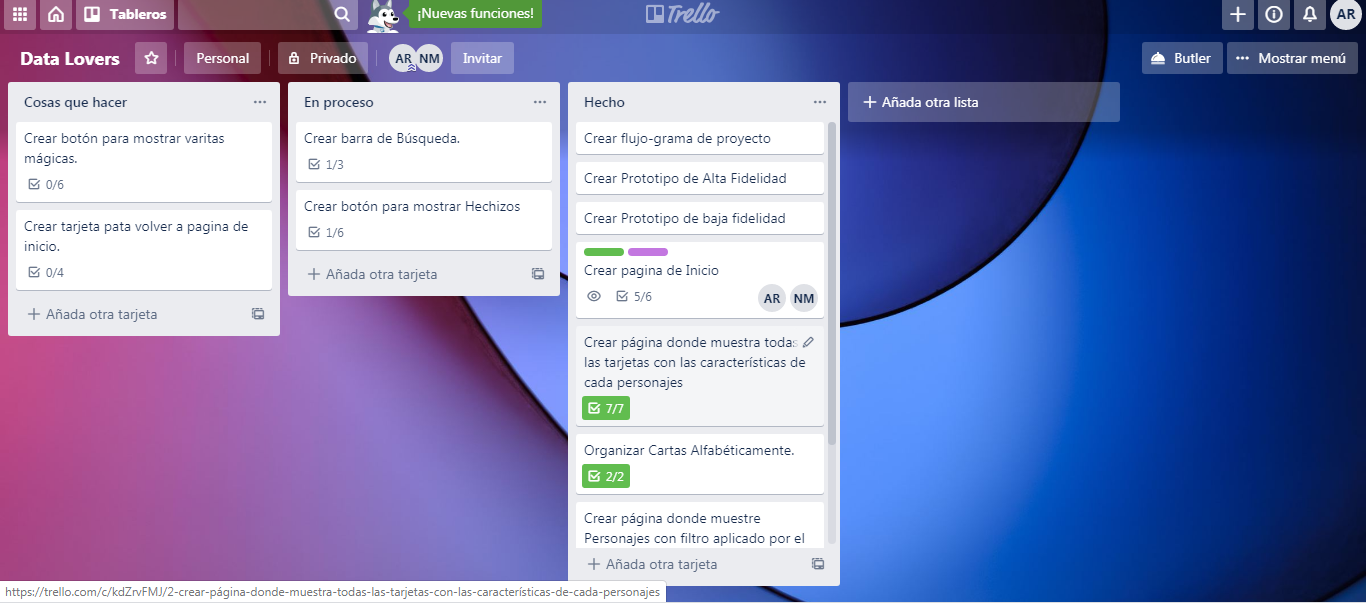 Tableros
¡Nuevas funciones!
Trello
AR
Data Lovers
Personal
Privado
AR NM
Invitar
Butler
Mostrar menú
Cosas que hacer
Crear botón para mostrar varitas
mágicas.
0/6
Crear tarjeta pata volver a pagina de
inicio.
0/4
Añada otra tarjeta
En proceso
Crear barra de Búsqueda.
1/3
Crear botón para mostrar Hechizos
1/6
Añada otra tarjeta
Hecho
Crear flujo-grama de proyecto
Crear Prototipo de Alta Fidelidad
Crear Prototipo de baja fidelidad
Crear pagina de Inicio
5/6
AR NM
Crear página donde muestra todas
las tarjetas con las características de
cada personajes
7/7
Organizar Cartas Alfabéticamente.
2/2
Crear página donde muestre
Personajes con filtro aplicado por el
Añada otra tarjeta
Añada otra lista
https://trello.com/c/kdZrvFMJ/2-crear-página-donde-muestra-todas-las-tarjetas-con-las-características-de-cada-personajes